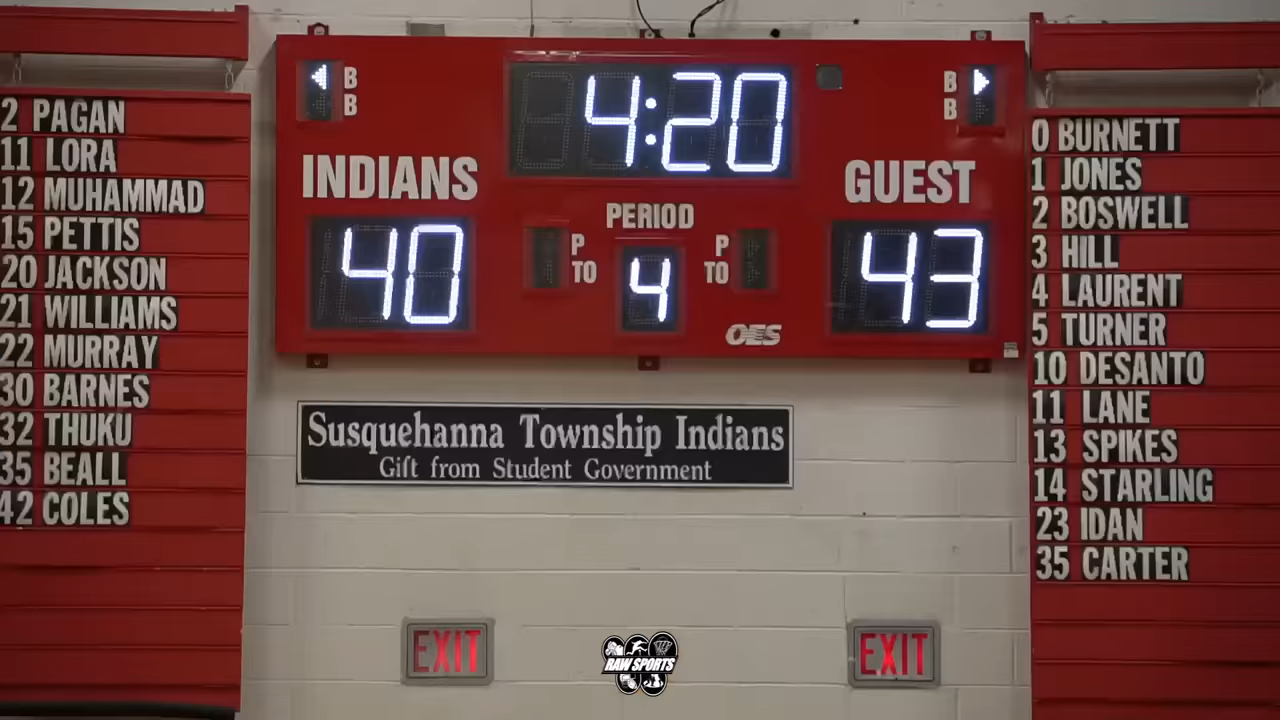 2 PAGAN
11 LORA
12 MUHAMMAD
15 PETTIS
20 JACKSON
21 WILLIAMS
22 MURRAY
30 BARNES
32 THUKU
35 BEALL
42 COLES
B
B
4:20
B
B
INDIANS
GUEST
PERIOD
40
P
TO
4
P
TO
43
OES
Susquehanna Township Indians
Gift from Student Government
EXIT
RAW SPORTS
EXIT
0 BURNETT
1 JONES
2 BOSWELL
3 HILL
4 LAURENT
5 TURNER
10 DESANTO
11 LANE
13 SPIKES
14 STARLING
23 IDAN
35 CARTER